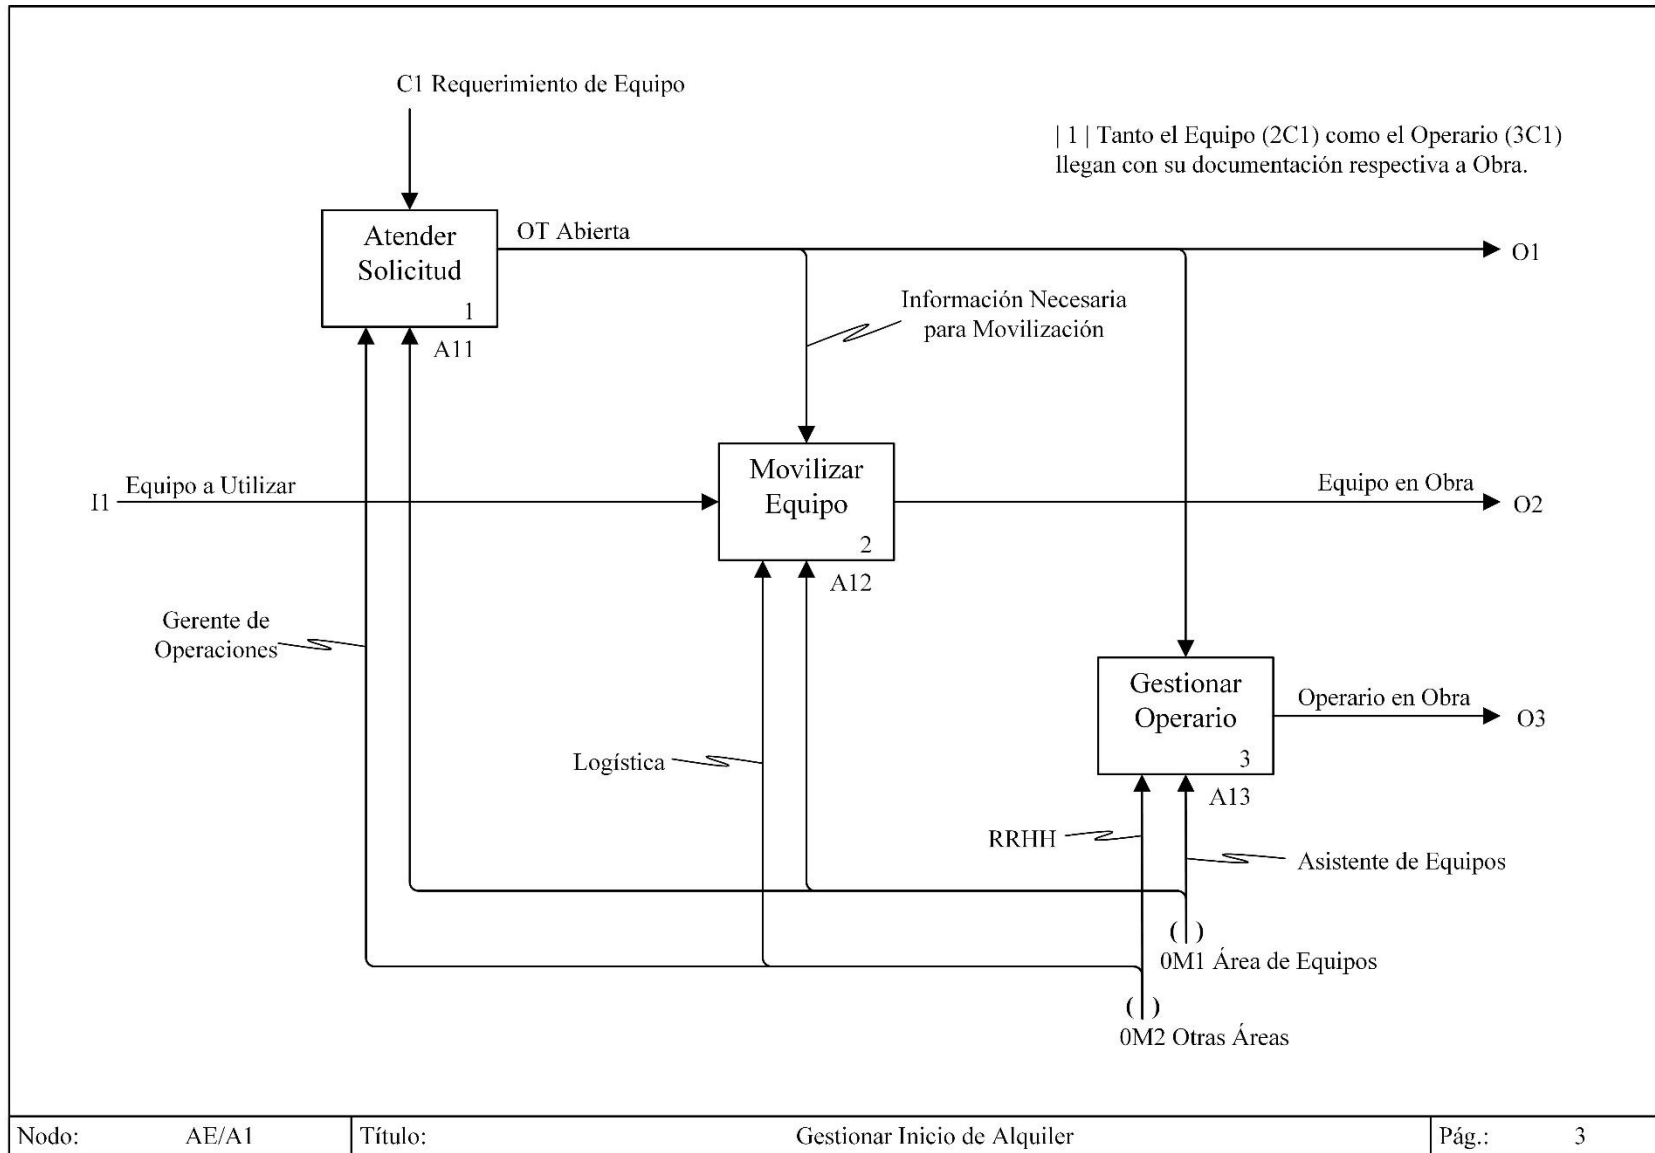 C1 Requerimiento de Equipo
| 1 | Tanto el Equipo (2C1) como el Operario (3C1)
llegan con su documentación respectiva a Obra.
Atender
Solicitud
1
A11
OT Abierta
O1
Información Necesaria
para Movilización
I1
Equipo a Utilizar
Movilizar
Equipo
2
A12
Equipo en Obra
O2
Gerente de
Operaciones
Gestionar
Operario
3
A13
Operario en Obra
O3
Logística
RRHH
Asistente de Equipos
( )
0M1 Área de Equipos
( )
0M2 Otras Áreas
Nodo: AE/A1 Título: Gestionar Inicio de Alquiler Pág.: 3